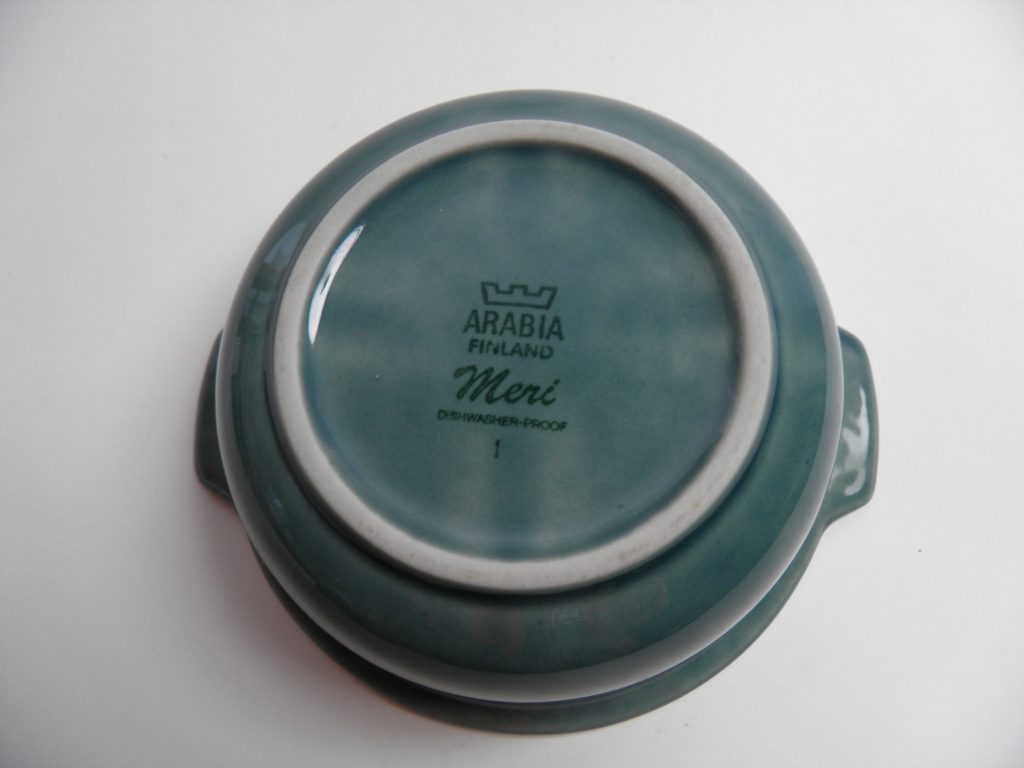 ARABIA
FINLAND
Meri
DISHWASHER-PROOF
1